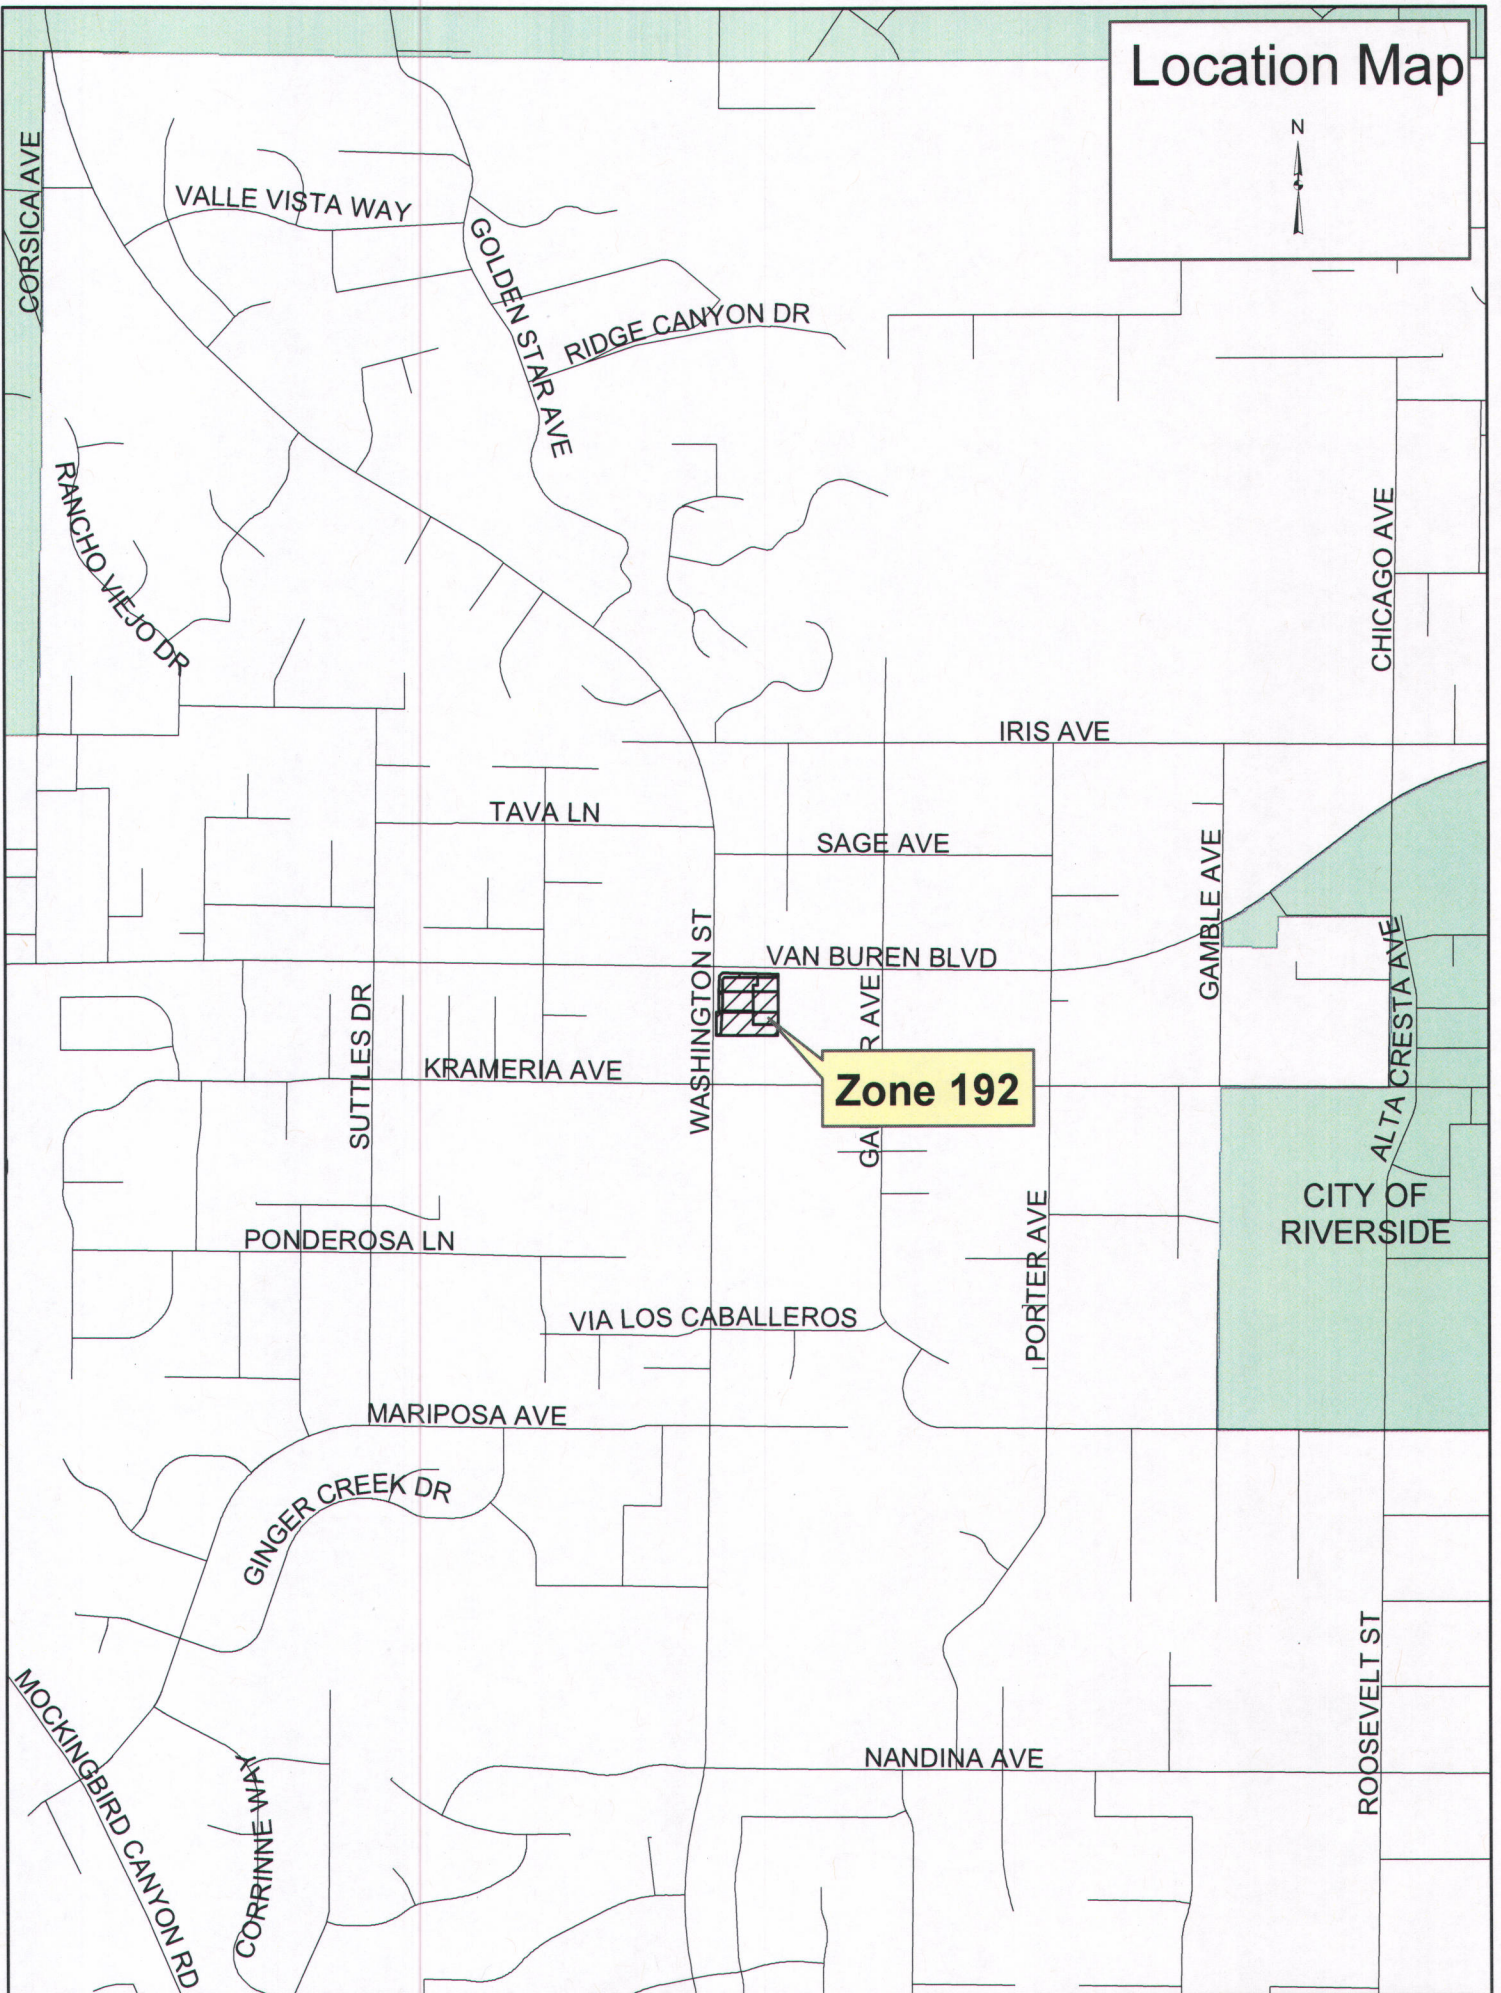 Location Map
N
CORSICA AVE
VALLE VISTA WAY
GOLDEN STAR AVE
RIDGE CANYON DR
RANCHO VIEJO DR
CHICAGO AVE
IRIS AVE
TAVA LN
SAGE AVE
GAMBLE AVE
WASHINGTON ST
VAN BUREN BLVD
ALTA CRESTA AVE
SUTTLES DR
KRAMERIA AVE
Zone 192
CITY OF
RIVERSIDE
PORTER AVE
PONDEROSA LN
VIA LOS CABALLEROS
MARIPOSA AVE
GINGER CREEK DR
ROOSEVELT ST
MOCKINGBIRD CANYON RD
CORRINNE WAY
NANDINA AVE